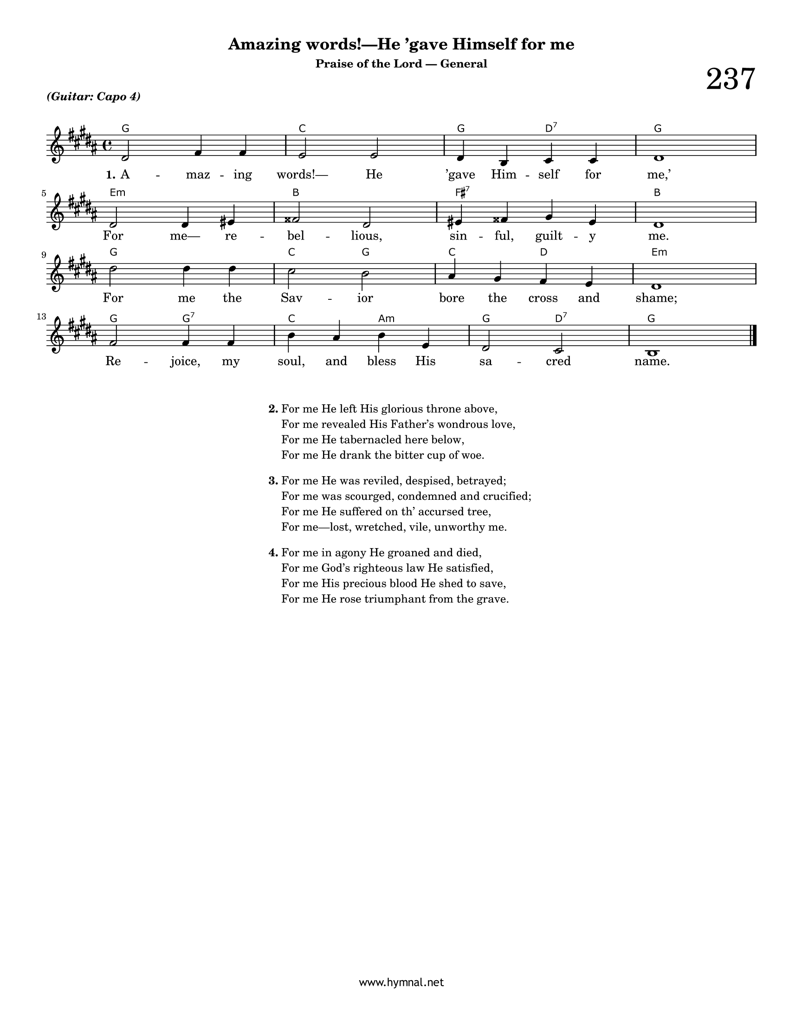 Amazing words!—He ’gave Himself for me
Praise of the Lord — General
237
(Guitar: Capo 4)
G C G D7 G
1. A - maz - ing words!— He ’gave Him - self for me,’
5 Em B F♯7 B
For me— re - bel - lious, sin - ful, guilt - y me.
9 G C G C D Em
For me the Sav - ior bore the cross and shame;
13 G G7 C Am G D7 G
Re - joice, my soul, and bless His sa - cred name.
2. For me He left His glorious throne above,
For me revealed His Father’s wondrous love,
For me He tabernacled here below,
For me He drank the bitter cup of woe.
3. For me He was reviled, despised, betrayed;
For me was scourged, condemned and crucified;
For me He suffered on th’ accursed tree,
For me—lost, wretched, vile, unworthy me.
4. For me in agony He groaned and died,
For me God’s righteous law He satisfied,
For me His precious blood He shed to save,
For me He rose triumphant from the grave.
www.hymnal.net